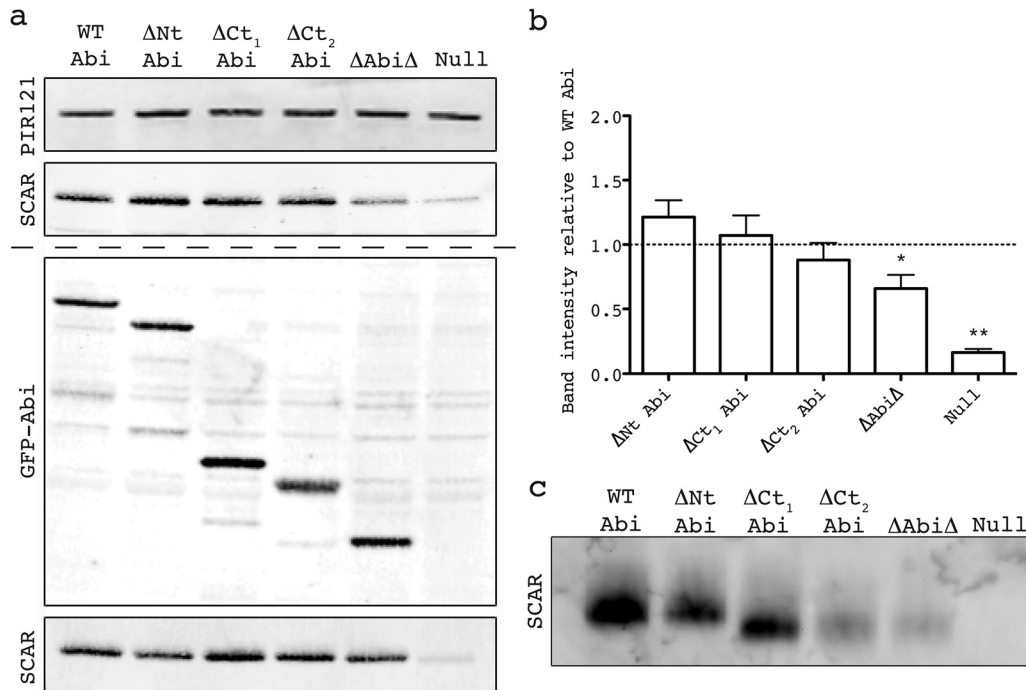 a
WT Abi
ΔNt Abi
ΔCt1 Abi
ΔCt2 Abi
ΔAbiΔ
Null
PIR121
SCAR
GFP-Abi
SCAR
b
Band intensity relative to WT Abi
2.0
1.5
1.0
0.5
0.0
*
**
ΔNt Abi
ΔCt1 Abi
ΔCt2 Abi
ΔAbiΔ
Null
c
WT Abi
ΔNt Abi
ΔCt1 Abi
ΔCt2 Abi
ΔAbiΔ
Null
SCAR